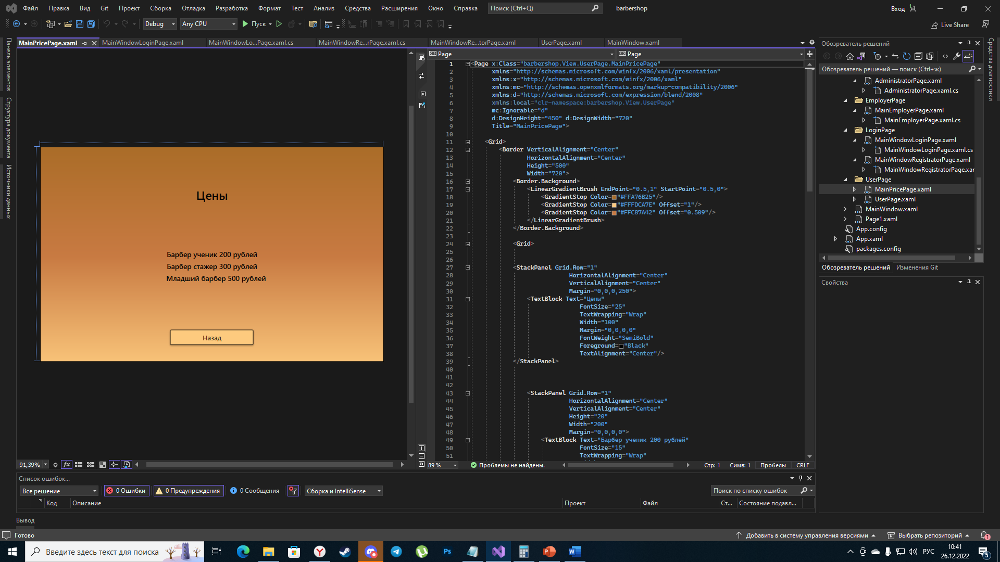 Файл Правка Вид Git Проект Сборка Отладка Разработка Формат Тест Анализ Средства Расширения Окно Справка Поиск (Ctrl+Q) barbershop Вход
Debug Any CPU Пуск Live Share
MainPricePage.xaml MainWindowLoginPage.xaml MainWindowLo...Page.xaml.cs MainWindowRe...rPage.xaml.cs MainWindowRe...torPage.xaml UserPage.xaml MainWindow.xaml
Панель элементов
Структура документа
Источники данных
Цены
Барбер ученик 200 рублей
Барбер стажер 300 рублей
Младший барбер 500 рублей
Назад
91,39% fx
Page Page
1 <Page x:Class="barbershop.View.UserPage.MainPricePage"
2 xmlns="http://schemas.microsoft.com/winfx/2006/xaml/presentation"
3 xmlns:x="http://schemas.microsoft.com/winfx/2006/xaml"
4 xmlns:mc="http://schemas.openxmlformats.org/markup-compatibility/2006"
5 xmlns:d="http://schemas.microsoft.com/expression/blend/2008"
6 xmlns:local="clr-namespace:barbershop.View.UserPage"
7 mc:Ignorable="d"
8 d:DesignHeight="450" d:DesignWidth="720"
9 Title="MainPricePage">
10
11 <Grid>
12 <Border VerticalAlignment="Center"
13 HorizontalAlignment="Center"
14 Height="500"
15 Width="720">
16 <Border.Background>
17 <LinearGradientBrush EndPoint="0.5,1" StartPoint="0.5,0">
18 <GradientStop Color="#FFA76B25"/>
19 <GradientStop Color="#FFFDCA7E" Offset="1"/>
20 <GradientStop Color="#FFC87A42" Offset="0.509"/>
21 </LinearGradientBrush>
22 </Border.Background>
23
24 <Grid>
25
26
27 <StackPanel Grid.Row="1"
28 HorizontalAlignment="Center"
29 VerticalAlignment="Center"
30 Margin="0,0,0,250">
31 <TextBlock Text="Цены"
32 FontSize="25"
33 TextWrapping="Wrap"
34 Width="100"
35 Margin="0,0,0,0"
36 FontWeight="SemiBold"
37 Foreground="Black"
38 TextAlignment="Center"/>
39 </StackPanel>
40
41
42
43 <StackPanel Grid.Row="1"
44 HorizontalAlignment="Center"
45 VerticalAlignment="Center"
46 Height="20"
47 Width="200"
48 Margin="0,0,0,0">
49 <TextBlock Text="Барбер ученик 200 рублей"
50 FontSize="15"
51 TextWrapping="Wrap"
89 % Проблемы не найдены. Стр: 1 Симв: 1 Пробелы CRLF
Обозреватель решений
Обозреватель решений — поиск (Ctrl+ж)
AdministratorPage.xaml
AdministratorPage.xaml.cs
EmployerPage
MainEmployerPage.xaml
MainEmployerPage.xaml.cs
LoginPage
MainWindowLoginPage.xaml
MainWindowLoginPage.xaml.cs
MainWindowRegistratorPage.xaml
MainWindowRegistratorPage.xar
UserPage
MainPricePage.xaml
UserPage.xaml
MainWindow.xaml
Page1.xaml
App.config
App.xaml
packages.config
Обозреватель решений Изменения Git
Свойства
Средства диагностики
Список ошибок...
Все решение 0 Ошибки 0 Предупреждения 0 Сообщения Сборка и IntelliSense Поиск по списку ошибок
Код Описание Проект Файл Ст... Состояние подавл...
Вывод
Готово Добавить в систему управления версиями Выбрать репозиторий 1
Введите здесь текст для поиска Ps РУС 10:41
26.12.2022 5